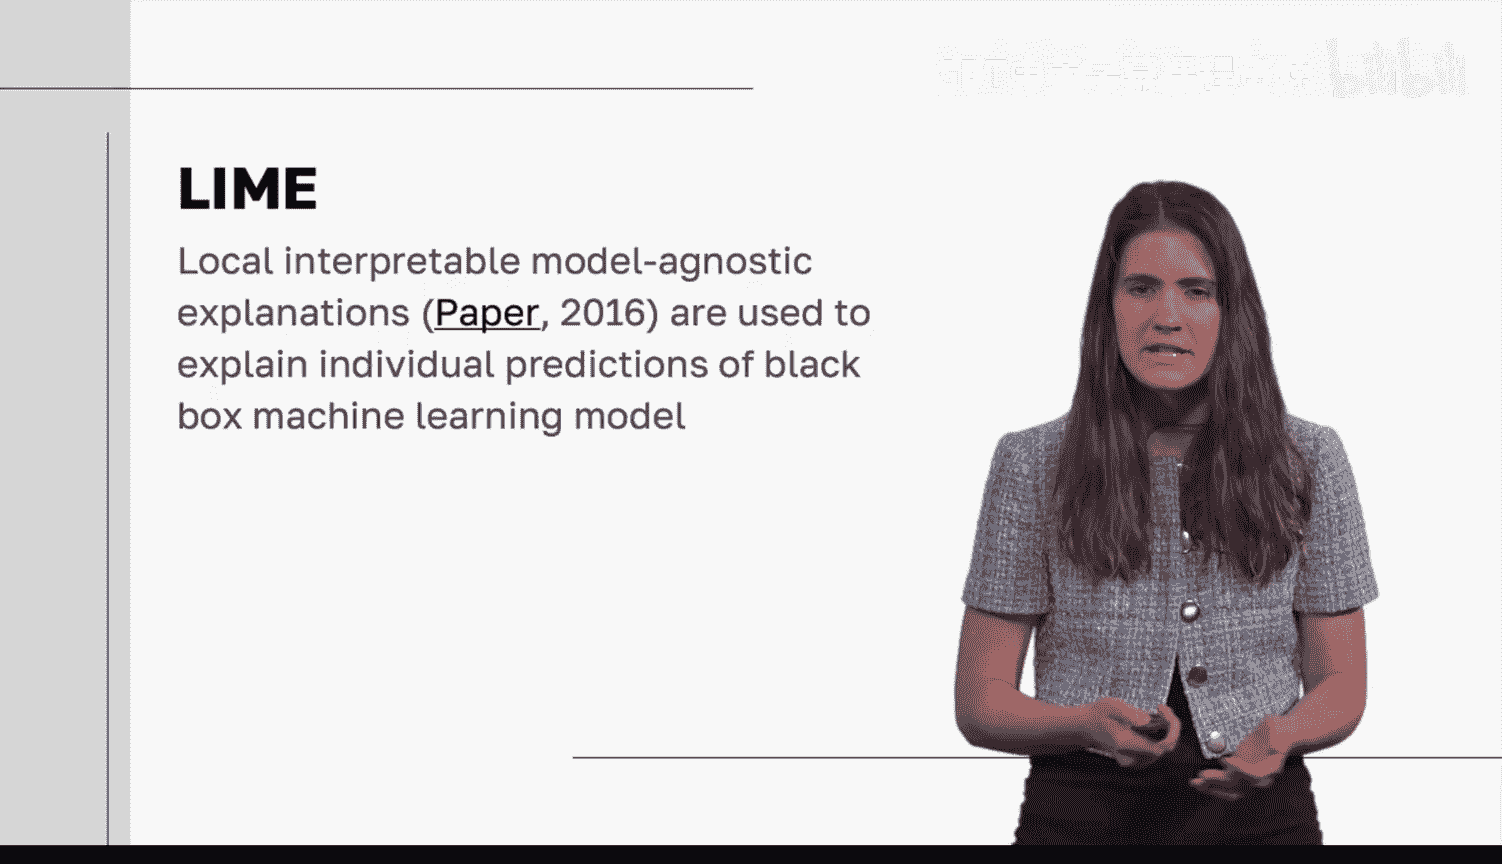 LIME
Local interpretable model-agnostic
explanations (Paper, 2016) are used to
explain individual predictions of black
box machine learning model